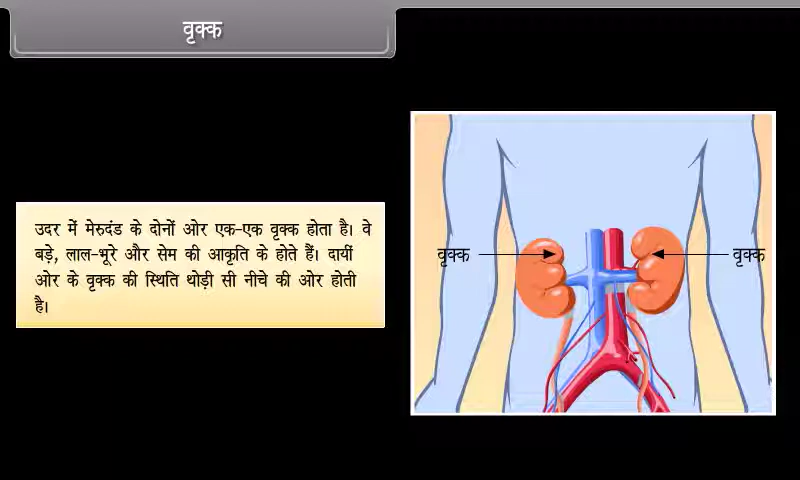 वृक्क
उदर में मेरुदंड के दोनों ओर एक-एक वृक्क होता है। वे
बड़े, लाल-भूरे और सेम की आकृति के होते हैं। दायीं
ओर के वृक्क की स्थिति थोड़ी सी नीचे की ओर होती
है।
वृक्क
वृक्क